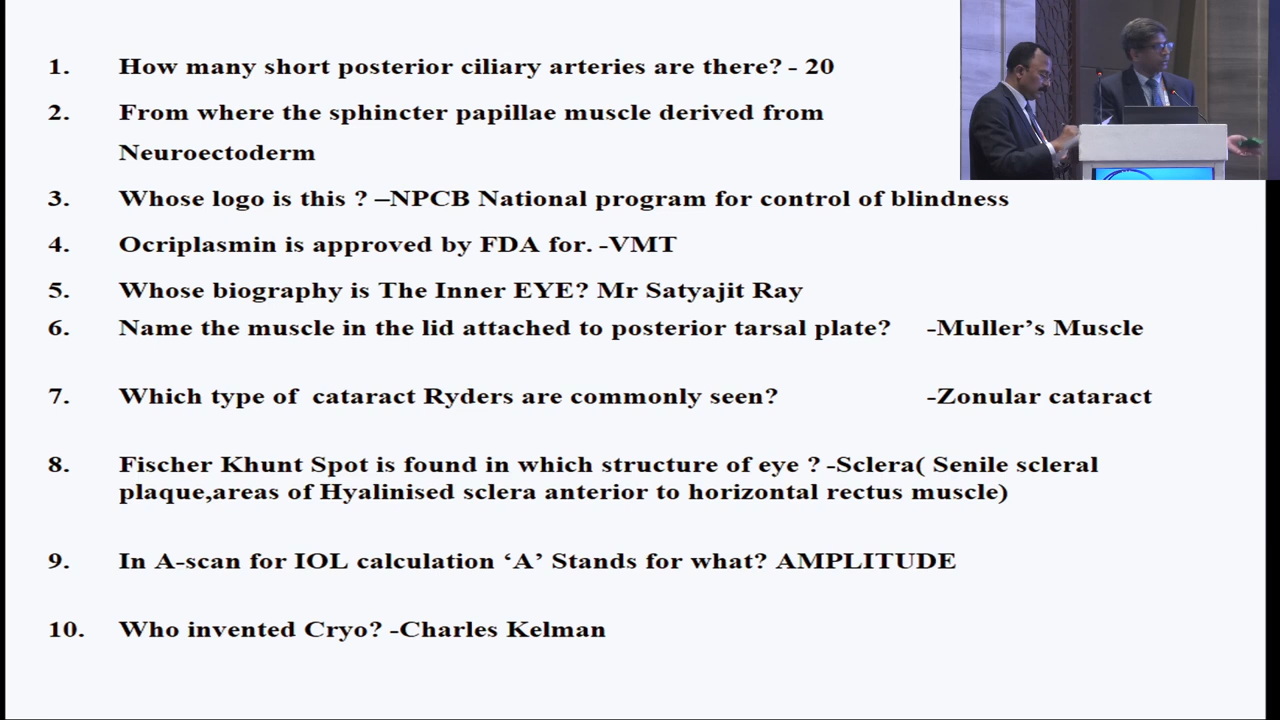 1. How many short posterior ciliary arteries are there? - 20
2. From where the sphincter papillae muscle derived from
Neuroectoderm
3. Whose logo is this ? –NPCB National program for control of blindness
4. Ocriplasmin is approved by FDA for. -VMT
5. Whose biography is The Inner EYE? Mr Satyajit Ray
6. Name the muscle in the lid attached to posterior tarsal plate? -Muller’s Muscle
7. Which type of cataract Ryders are commonly seen? -Zonular cataract
8. Fischer Khunt Spot is found in which structure of eye ? -Sclera( Senile scleral
plaque,areas of Hyalinised sclera anterior to horizontal rectus muscle)
9. In A-scan for IOL calculation ‘A’ Stands for what? AMPLITUDE
10. Who invented Cryo? -Charles Kelman